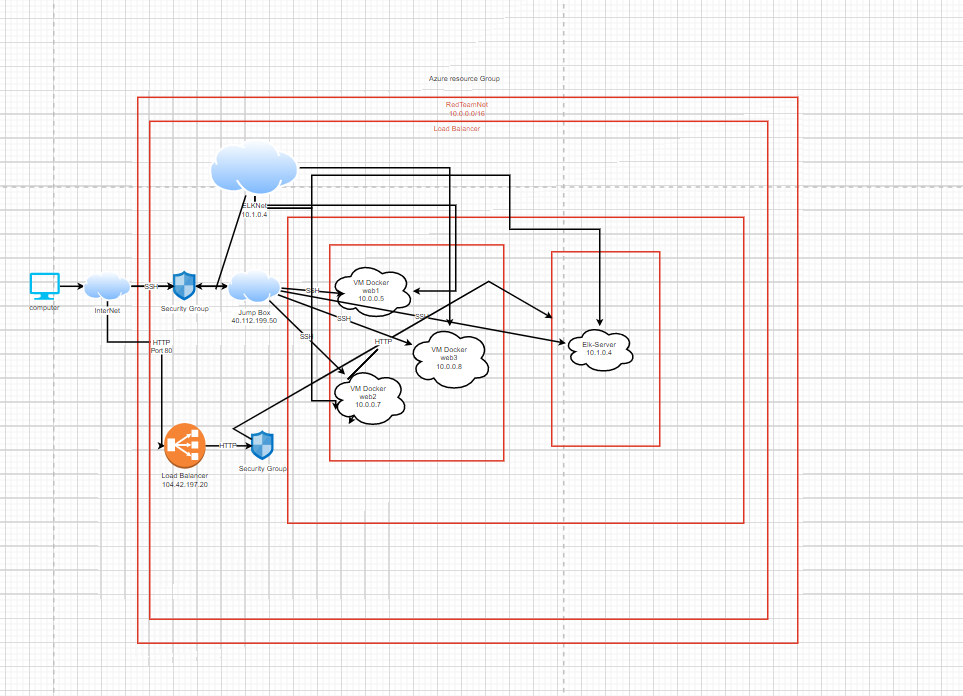 Azure resource Group
RedTeamNet
10.0.0.0/16
Load Balancer
ELKNet
10.1.0.4
computer
InterNet
SSH
Security Group
Jump Box
40.112.199.50
SSH
SSH
SSH
SSH
VM Docker
web1
10.0.0.5
VM Docker
web3
10.0.0.8
VM Docker
web2
10.0.0.7
Elk-Server
10.1.0.4
HTTP
Port 80
HTTP
HTTP
Load Balancer
104.42.197.20
Security Group